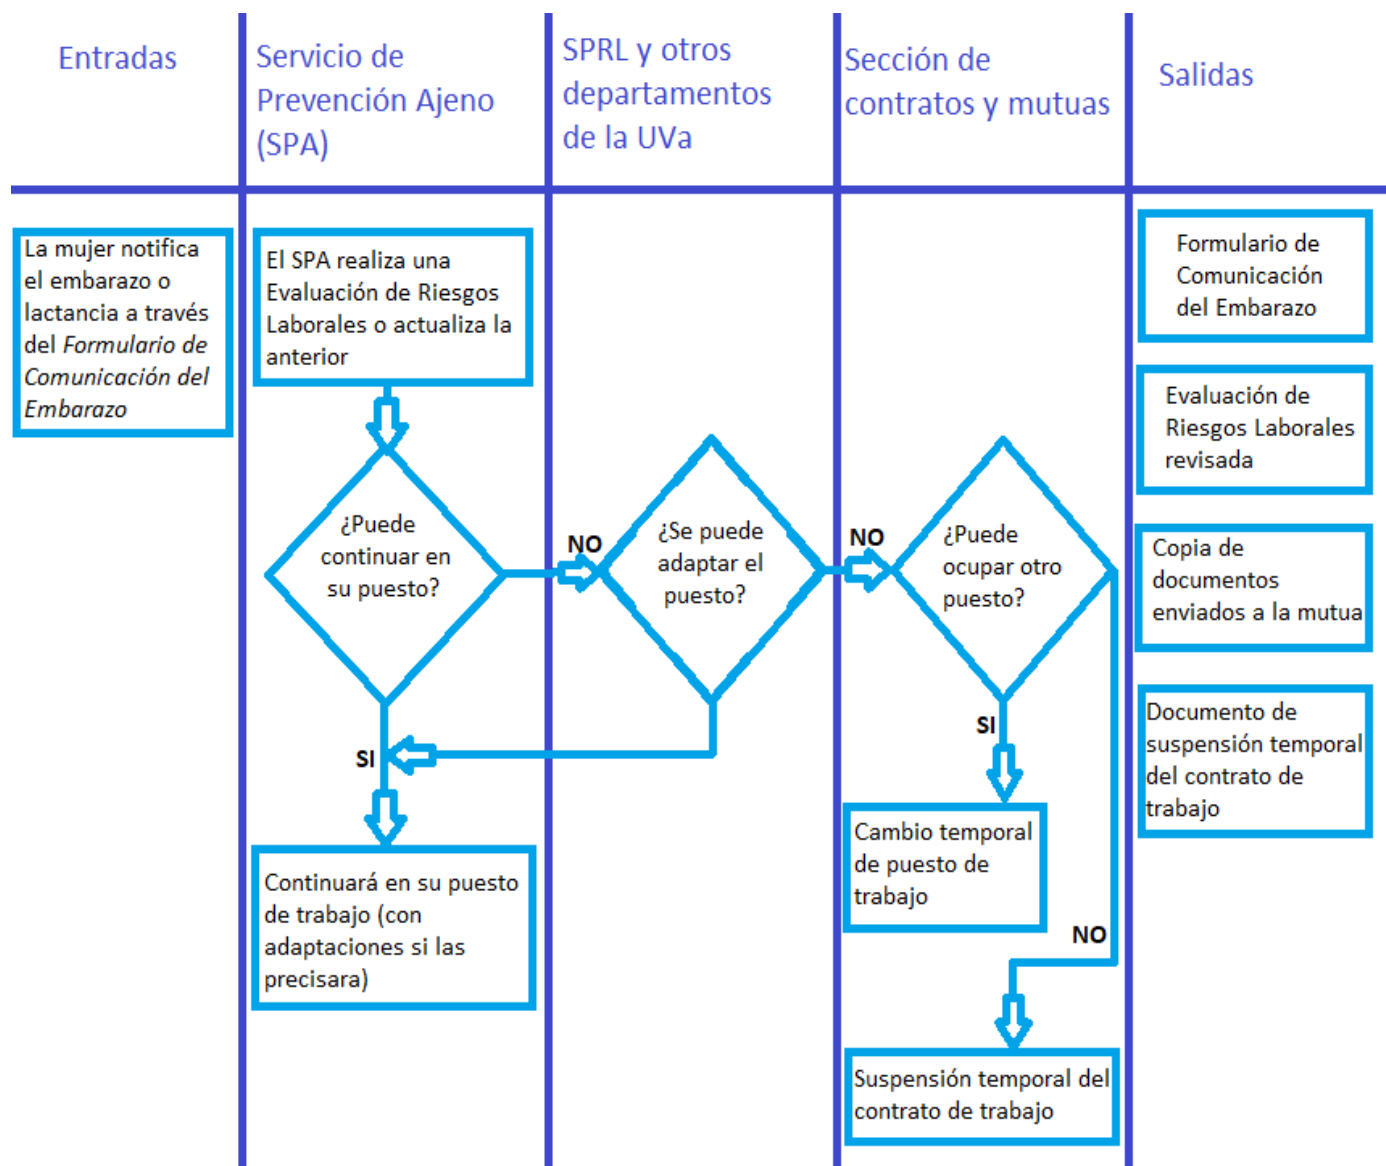 Entradas
Servicio de
Prevención Ajeno
(SPA)
SPRL y otros
departamentos
de la UVa
Sección de
contratos y mutuas
Salidas
La mujer notifica
el embarazo o
lactancia a través
del Formulario de
Comunicación del
Embarazo
El SPA realiza una
Evaluación de Riesgos
Laborales o actualiza la
anterior
¿Puede
continuar en
su puesto?
NO
¿Se puede
adaptar el
puesto?
NO
¿Puede
ocupar otro
puesto?
SI
SI
Continuará en su puesto
de trabajo (con
adaptaciones si las
precisara)
Cambio temporal
de puesto de
trabajo
NO
Suspensión temporal del
contrato de trabajo
Formulario de
Comunicación
del Embarazo
Evaluación de
Riesgos Laborales
revisada
Copia de
documentos
enviados a la mutua
Documento de
suspensión temporal
del contrato de
trabajo